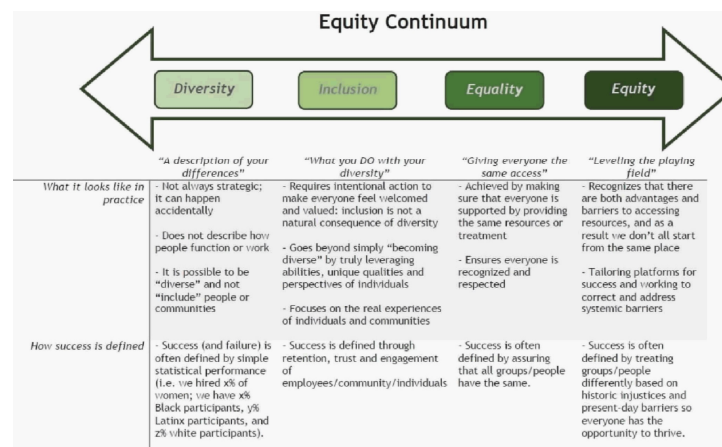 Equity Continuum
Diversity
Inclusion
Equality
Equity
"A description of your
differences"
"What you DO with your
diversity"
"Giving everyone the
same access"
"Leveling the playing
field"
What it looks like in
practice
- Not always strategic;
it can happen
accidentally
- Does not describe how
people function or work
- It is possible to be
"diverse" and not
"include" people or
communities
- Requires intentional action to
make everyone feel welcomed
and valued: inclusion is not a
natural consequence of diversity
- Goes beyond simply "becoming
diverse" by truly leveraging
abilities, unique qualities and
perspectives of individuals
- Focuses on the real experiences
of individuals and communities
- Achieved by making
sure that everyone is
supported by providing
the same resources or
treatment
- Ensures everyone is
recognized and
respected
- Recognizes that there
are both advantages and
barriers to accessing
resources, and as a
result we don't all start
from the same place
- Tailoring platforms for
success and working to
correct and address
systemic barriers
How success is defined
- Success (and failure) is
often defined by simple
statistical performance
(i.e. we hired x% of
women; we have x%
Black participants, y%
Latinx participants, and
z% white participants).
- Success is defined through
retention, trust and engagement
of
employees/community/individuals
- Success is often
defined by assuring
that all groups/people
have the same.
- Success is often
defined by treating
groups/people
differently based on
historic injustices and
present-day barriers so
everyone has the
opportunity to thrive.